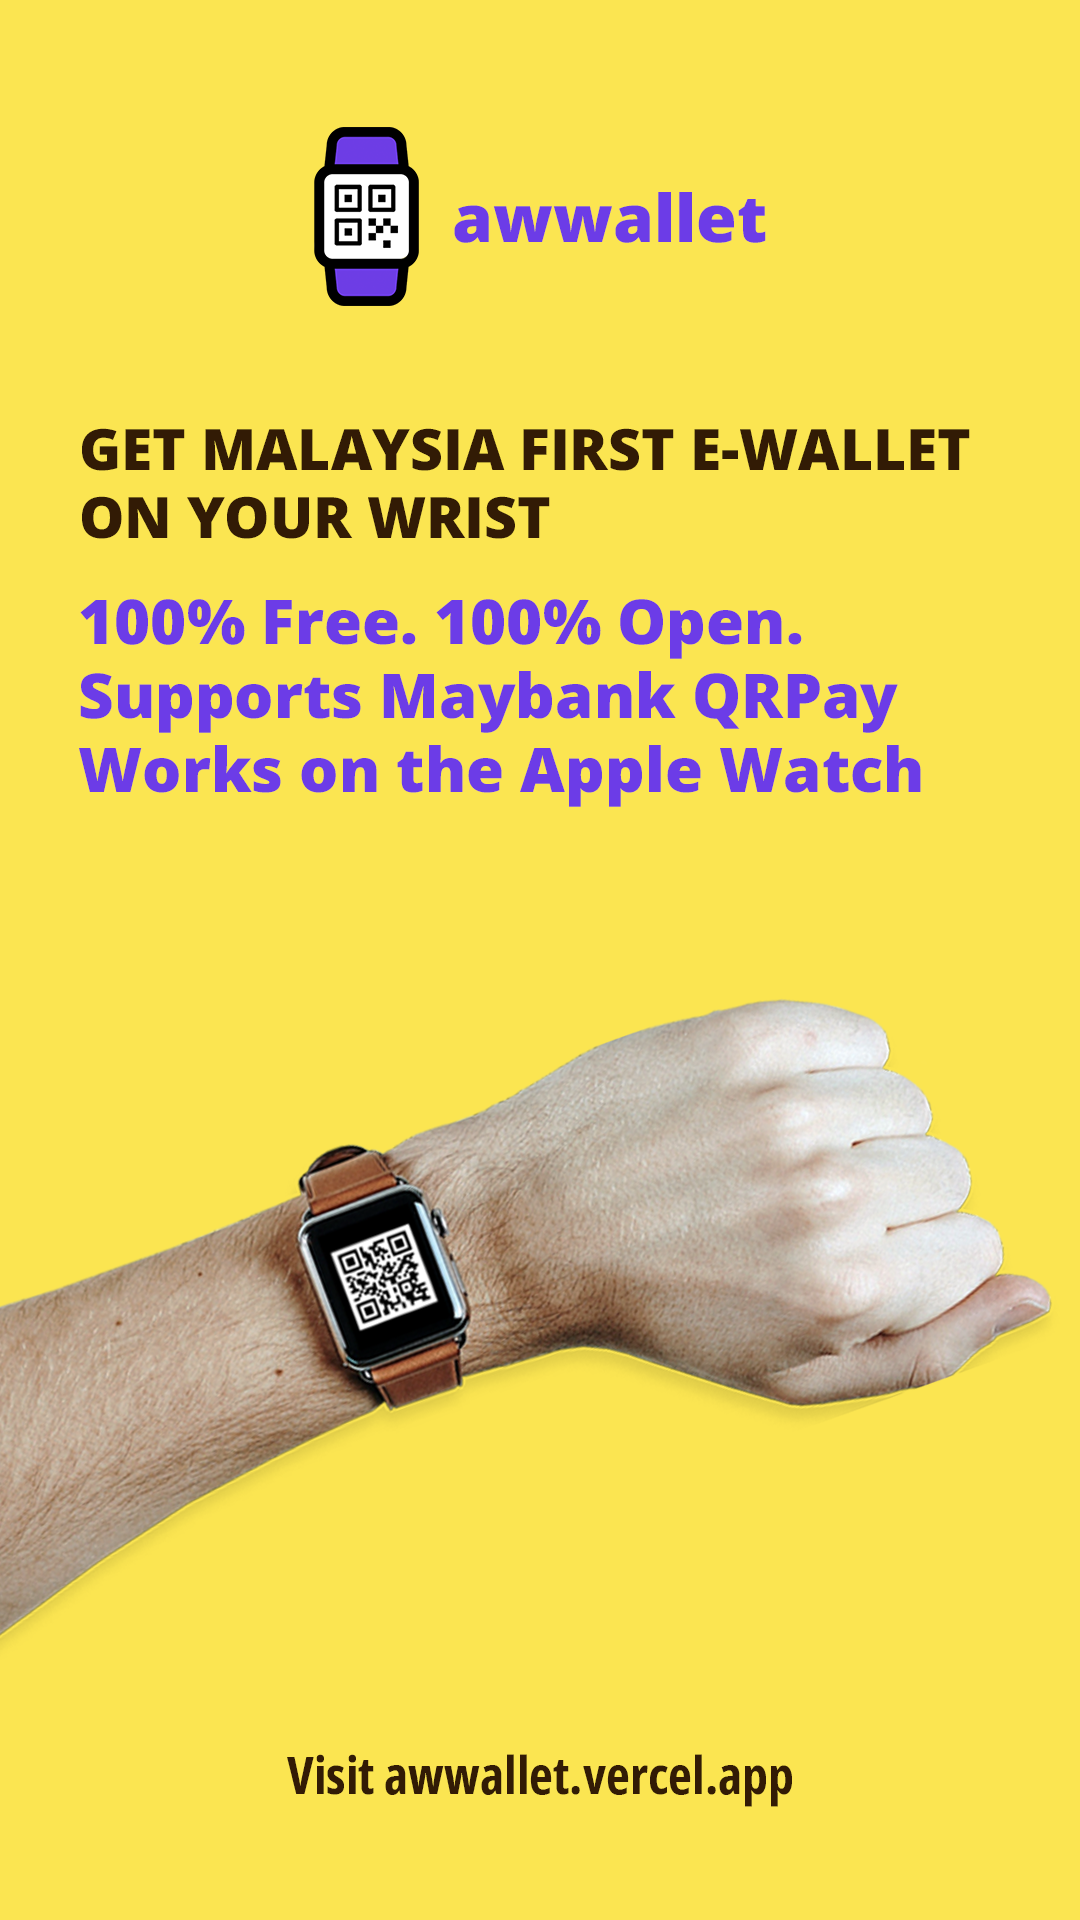 awwallet
GET MALAYSIA FIRST E-WALLET
ON YOUR WRIST
100% Free. 100% Open.
Supports Maybank QRPay
Works on the Apple Watch
Visit awwallet.vercel.app